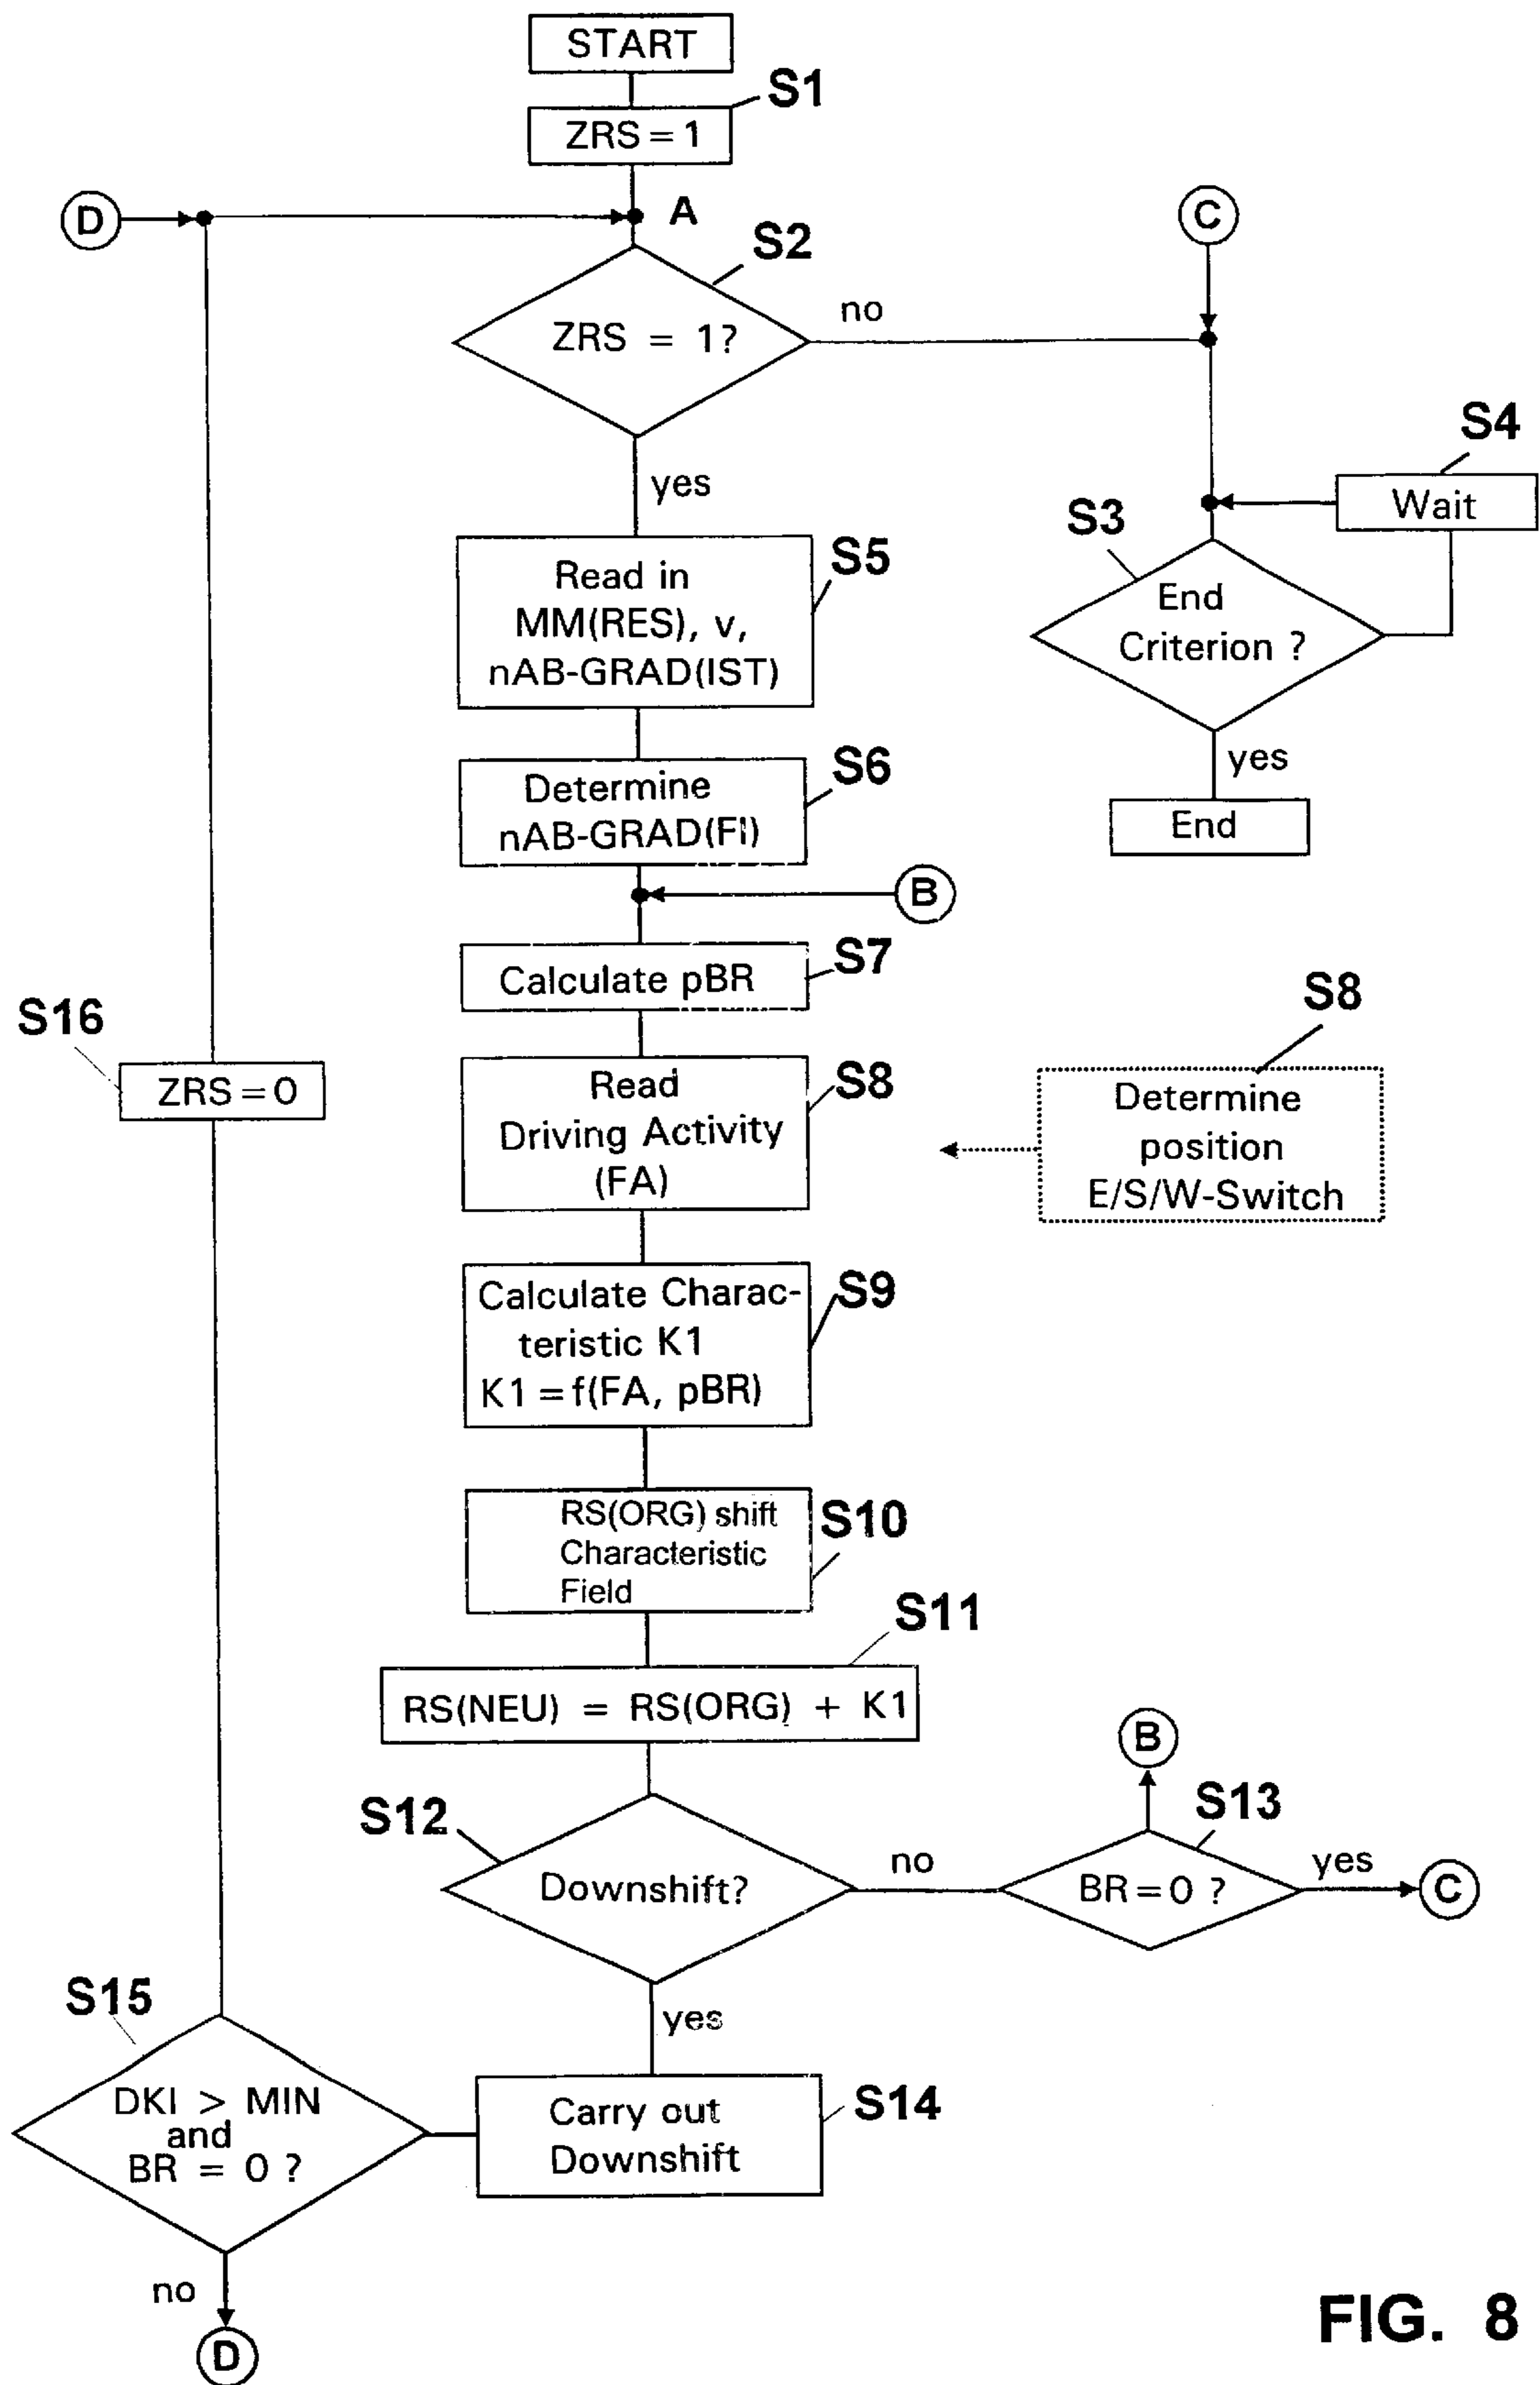 START
S1
ZRS = 1
D
A
C
S2
ZRS = 1?
no
yes
S4
Wait
S3
End
Criterion ?
yes
End
S5
Read in
MM(RES), v,
nAB-GRAD(IST)
S6
Determine
nAB-GRAD(FI)
B
S7
Calculate pBR
S16
ZRS = 0
S8
Read
Driving Activity
(FA)
S8
Determine
position
E/S/W-Switch
S9
Calculate Charac-
teristic K1
K1 = f(FA, pBR)
S10
RS(ORG) shift
Characteristic
Field
S11
RS(NEU) = RS(ORG) + K1
S12
Downshift?
no
B
S13
BR = 0 ?
yes
C
yes
S15
DKI > MIN
and
BR = 0 ?
S14
Carry out
Downshift
no
D
FIG. 8